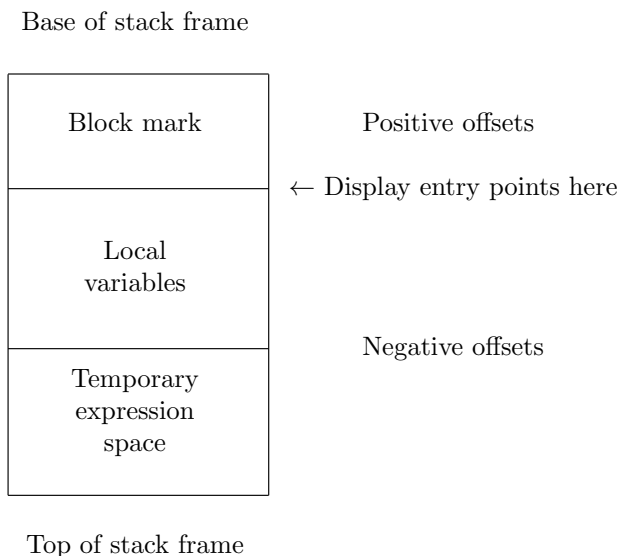 Base of stack frame
Block mark
Positive offsets
← Display entry points here
Local
variables
Negative offsets
Temporary
expression
space
Top of stack frame